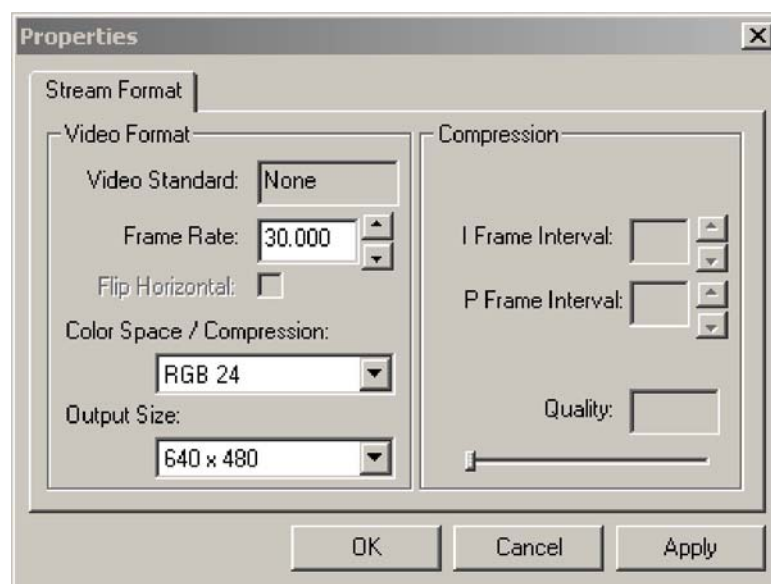 Properties
Stream Format
Video Format
Video Standard: None
Frame Rate: 30.000
Flip Horizontal:
Color Space / Compression:
RGB 24
Output Size:
640 x 480
Compression
I Frame Interval:
P Frame Interval:
Quality:
OK Cancel Apply